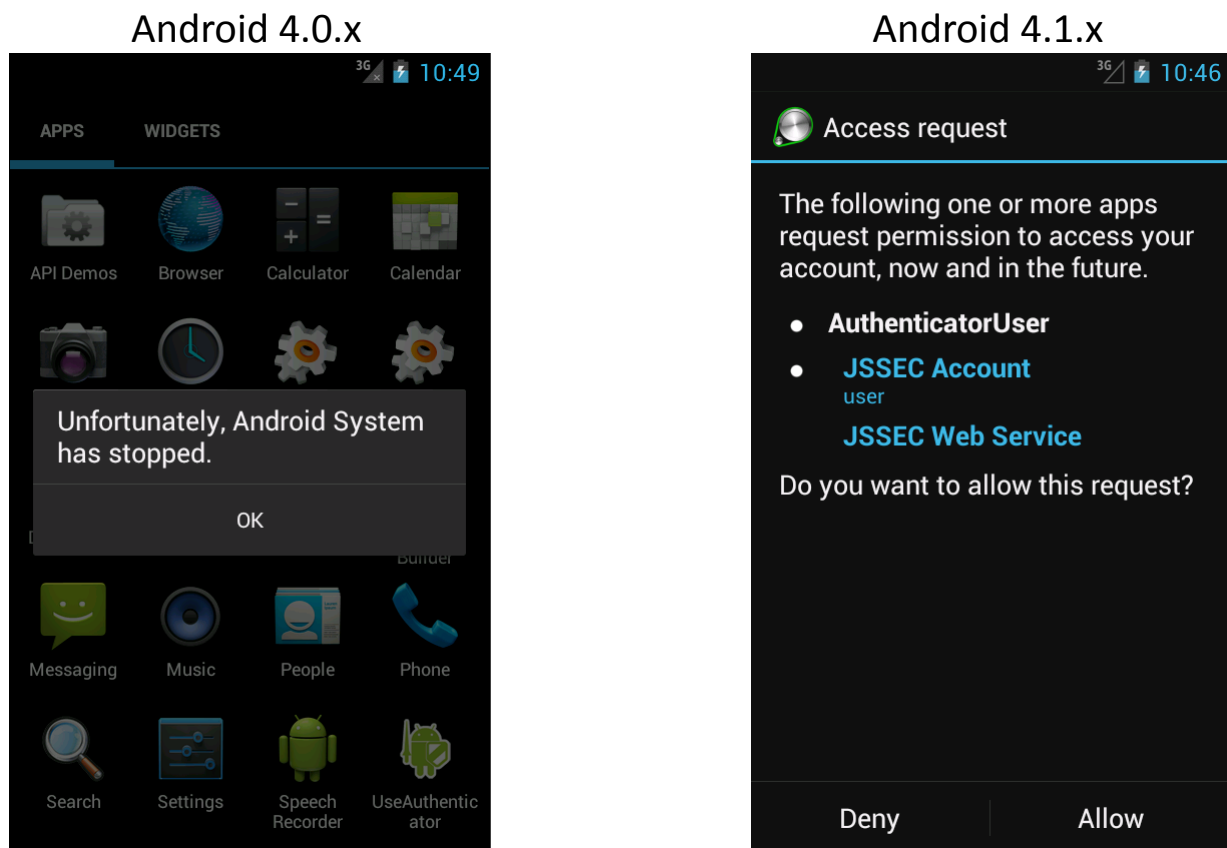 Android 4.0.x
3G
10:49
APPS
WIDGETS
API Demos
Browser
Calculator
Calendar
Unfortunately, Android System
has stopped.
OK
Builder
Messaging
Music
People
Phone
Search
Settings
Speech
Recorder
UseAuthentic
ator
Android 4.1.x
3G
10:46
Access request
The following one or more apps
request permission to access your
account, now and in the future.
● AuthenticatorUser
● JSSEC Account
user
JSSEC Web Service
Do you want to allow this request?
Deny
Allow